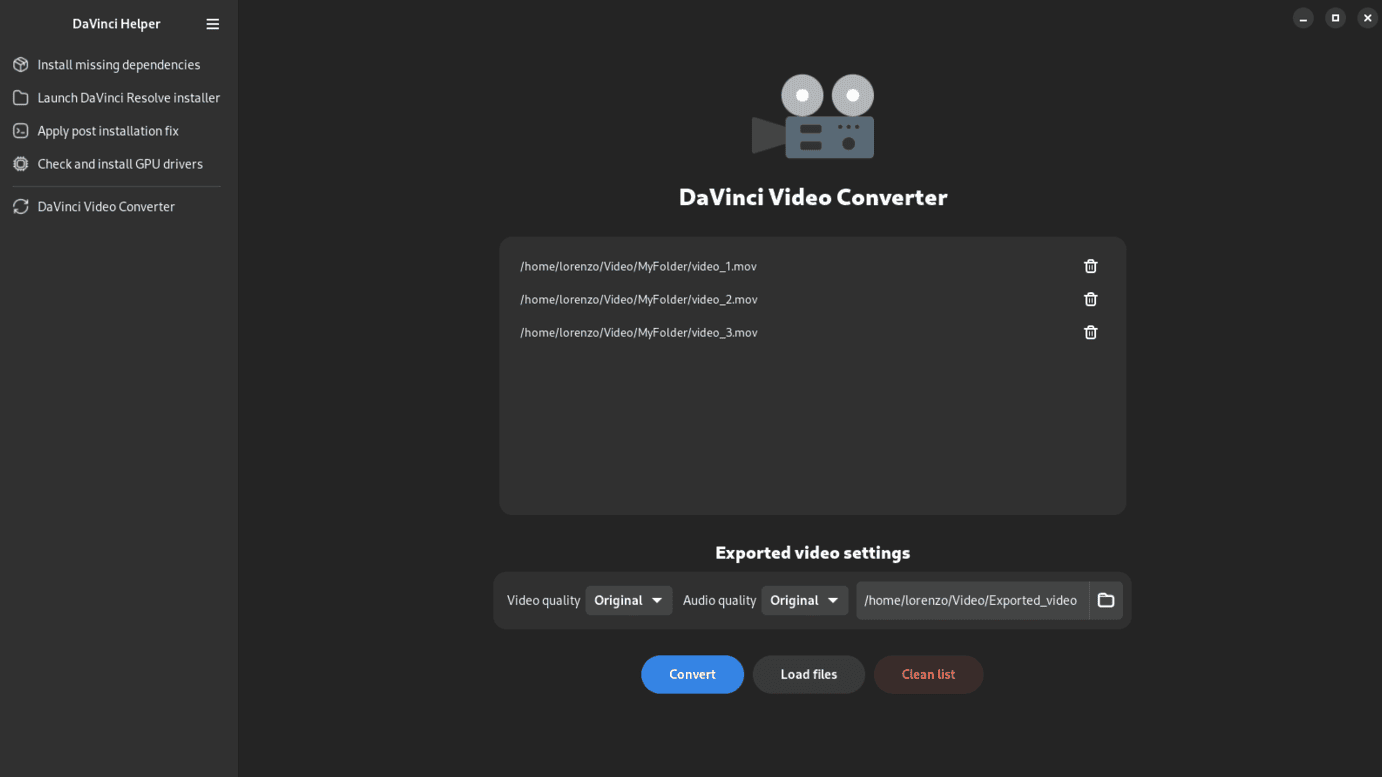 DaVinci Helper
Install missing dependencies
Launch DaVinci Resolve installer
Apply post installation fix
Check and install GPU drivers
DaVinci Video Converter
DaVinci Video Converter
/home/lorenzo/Video/MyFolder/video_1.mov
/home/lorenzo/Video/MyFolder/video_2.mov
/home/lorenzo/Video/MyFolder/video_3.mov
Exported video settings
Video quality Original Audio quality Original /home/lorenzo/Video/Exported_video
Convert Load files Clean list